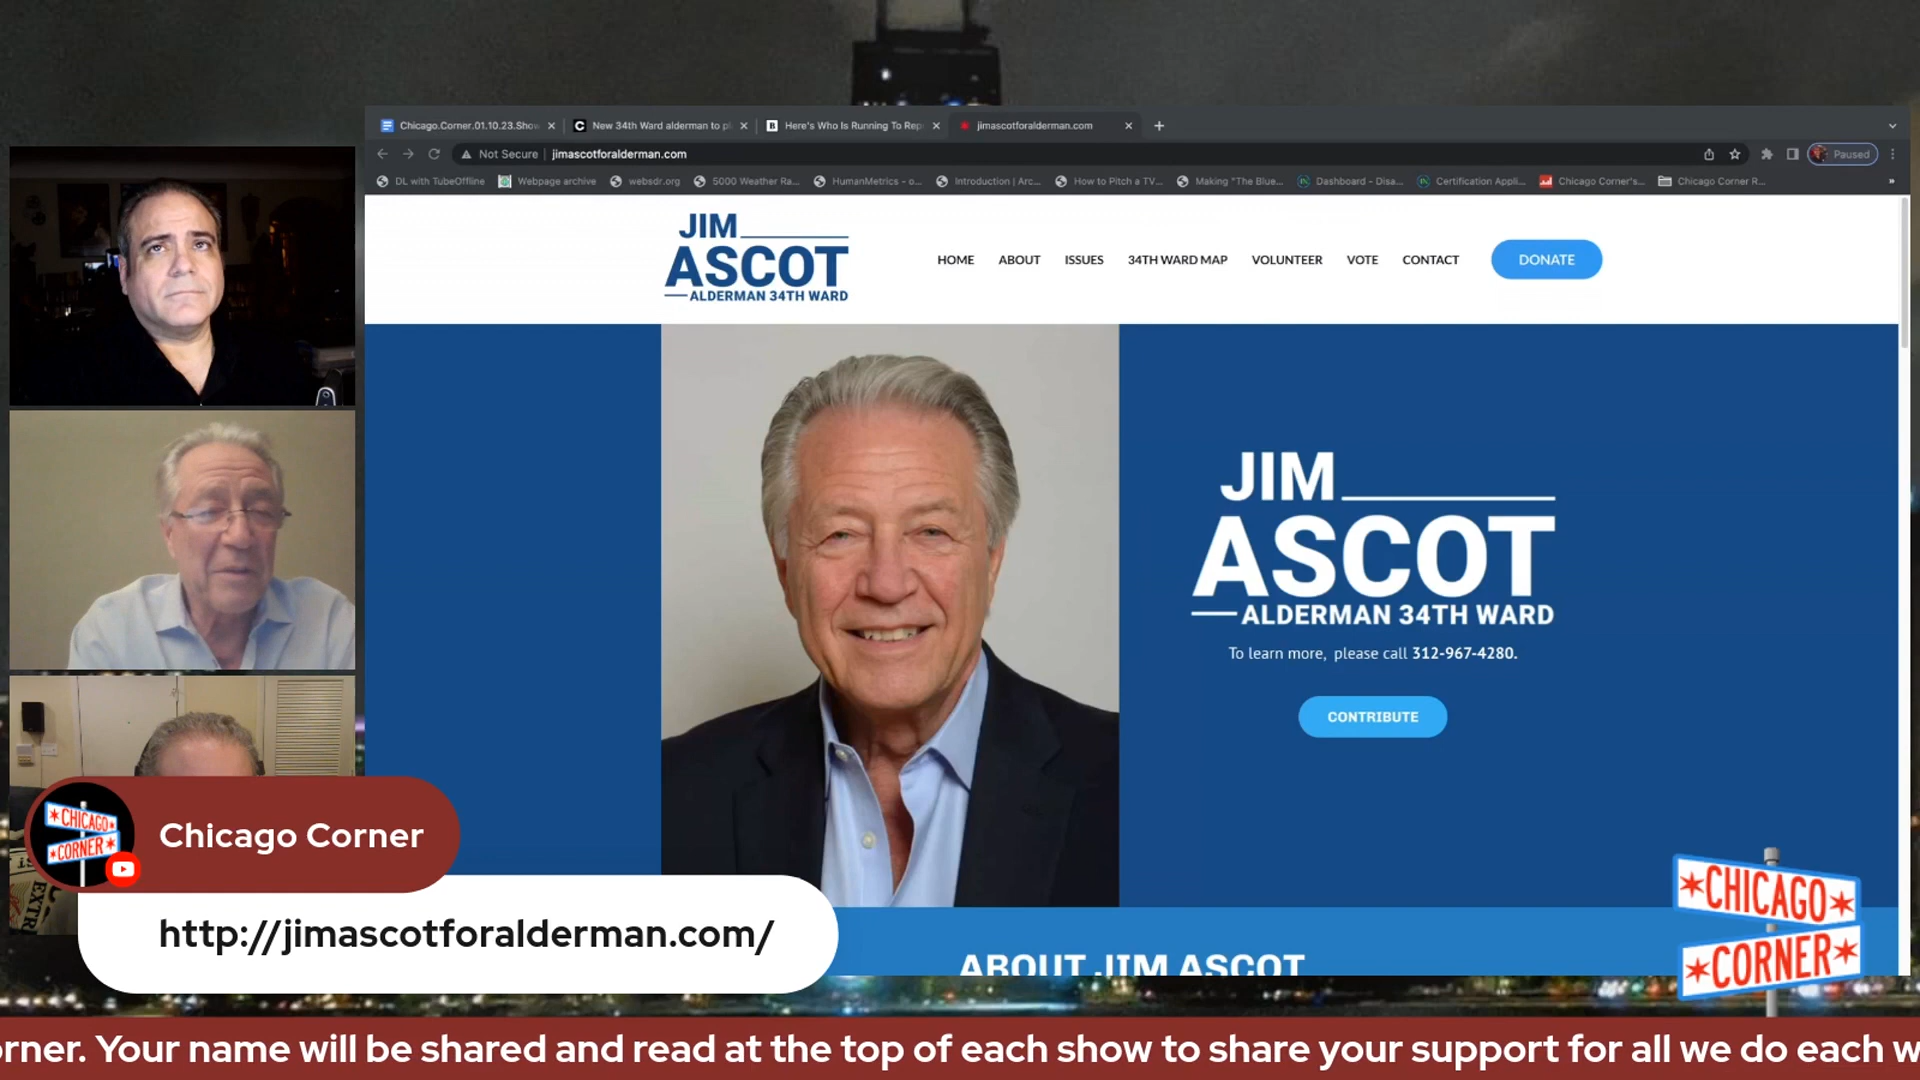 Chicago.Corner.01.10.23.Show
New 34th Ward alderman to pl
Here's Who Is Running To Rep
jimascotforalderman.com
Not Secure
jimascotforalderman.com
Paused
DL with TubeOffline
Webpage archive
websdr.org
5000 Weather Ra...
HumanMetrics - o...
Introduction | Arc...
How to Pitch a TV...
Making "The Blue...
Dashboard - Disa...
Certification Appli...
Chicago Corner's...
Chicago Corner R...
JIM
ASCOT
ALDERMAN 34TH WARD
HOME ABOUT ISSUES 34TH WARD MAP VOLUNTEER VOTE CONTACT DONATE
JIM
ASCOT
ALDERMAN 34TH WARD
To learn more, please call 312-967-4280.
CONTRIBUTE
ABOUT JIM ASCOT
CHICAGO
CORNER
Chicago Corner
EXTR
http://jimascotforalderman.com/
CHICAGO
CORNER
orner. Your name will be shared and read at the top of each show to share your support for all we do each w